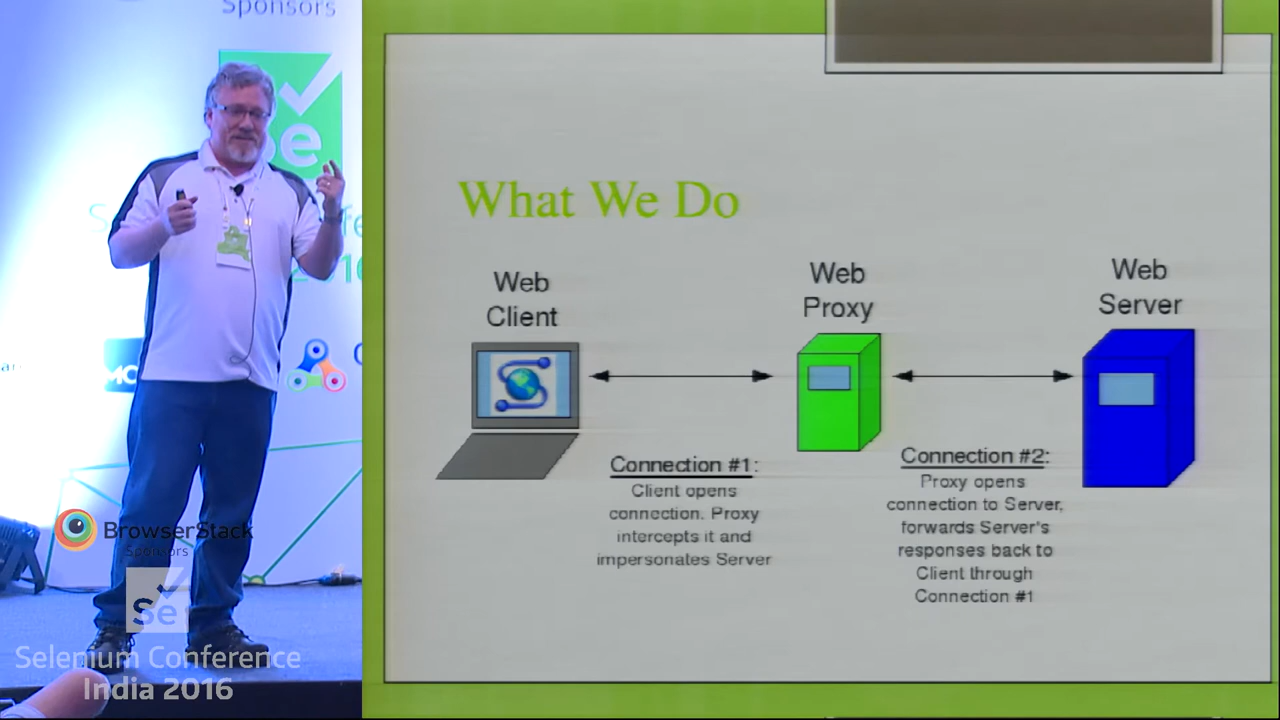 Sponsors
Se
BrowserStack
Sponsors
Se
Selenium Conference
India 2016
What We Do
Web
Client
Web
Proxy
Web
Server
Connection #1:
Client opens
connection. Proxy
intercepts it and
impersonates Server
Connection #2:
Proxy opens
connection to Server,
forwards Server's
responses back to
Client through
Connection #1